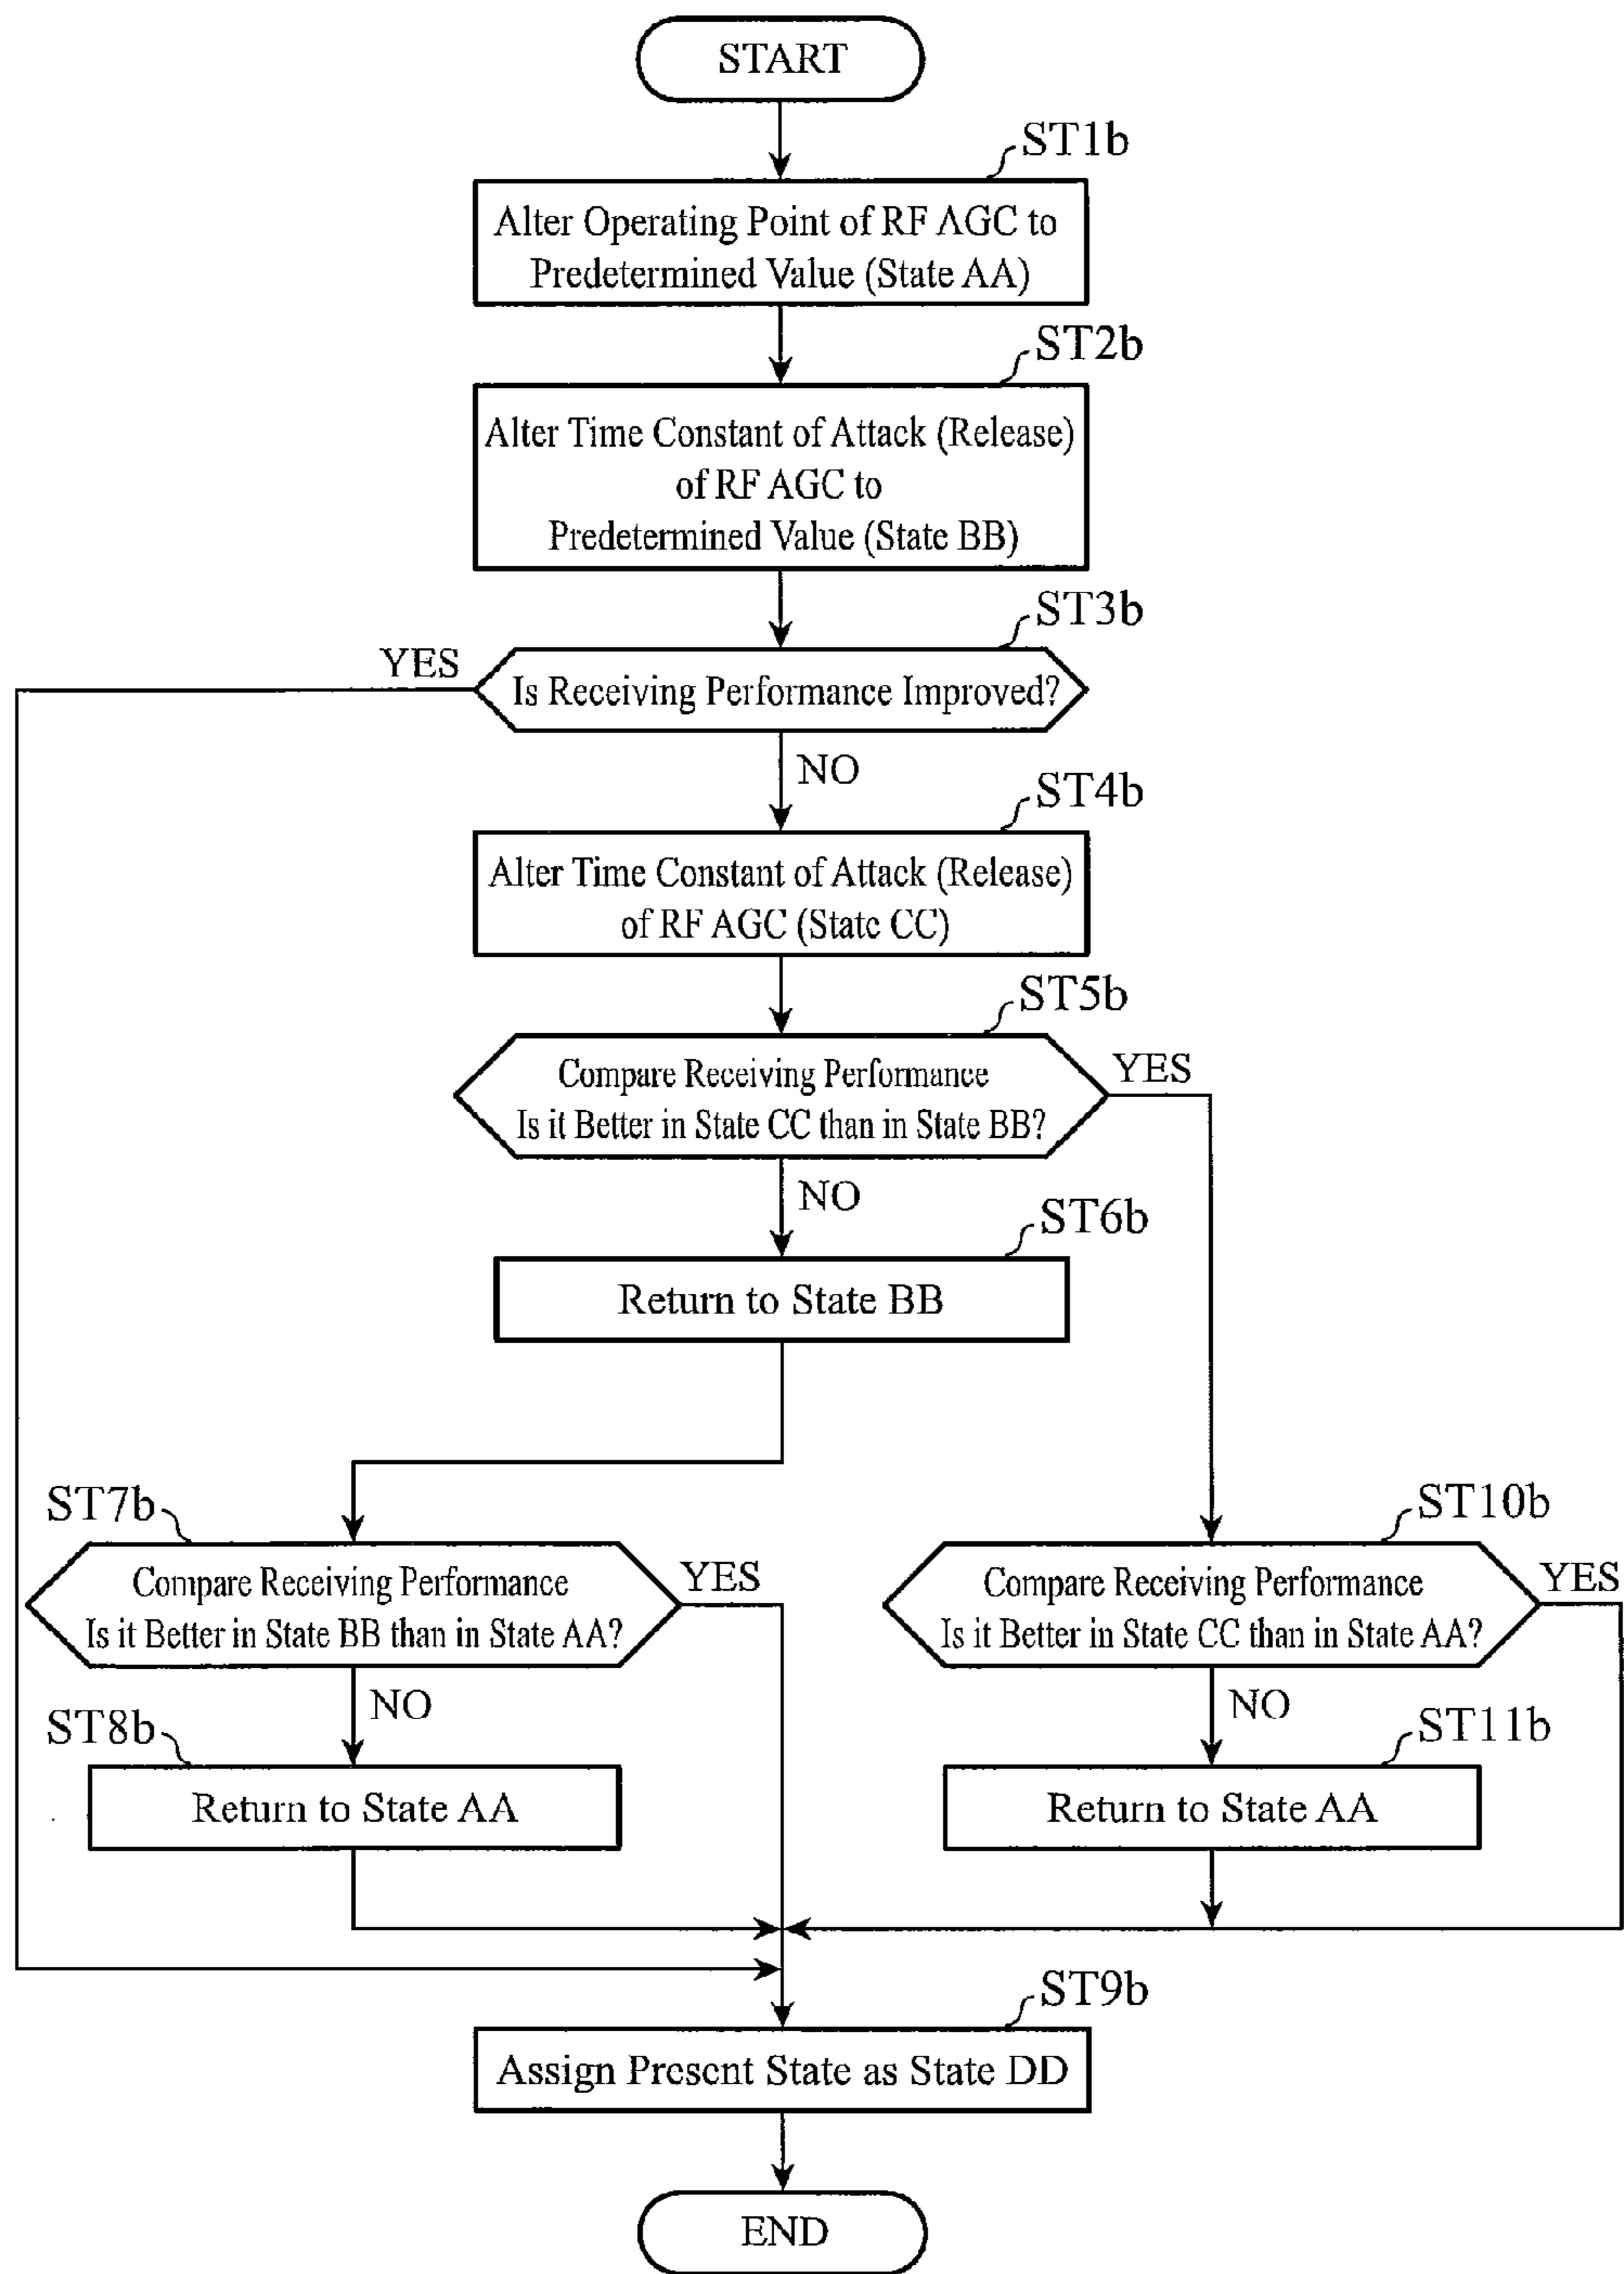 START
ST1b
Alter Operating Point of RF AGC to
Predetermined Value (State AA)
ST2b
Alter Time Constant of Attack (Release)
of RF AGC to
Predetermined Value (State BB)
ST3b
YES
Is Receiving Performance Improved?
NO
ST4b
Alter Time Constant of Attack (Release)
of RF AGC (State CC)
ST5b
Compare Receiving Performance
Is it Better in State CC than in State BB?
YES
NO
ST6b
Return to State BB
ST7b
Compare Receiving Performance
Is it Better in State BB than in State AA?
YES
NO
ST8b
Return to State AA
ST10b
Compare Receiving Performance
Is it Better in State CC than in State AA?
YES
NO
ST11b
Return to State AA
ST9b
Assign Present State as State DD
END